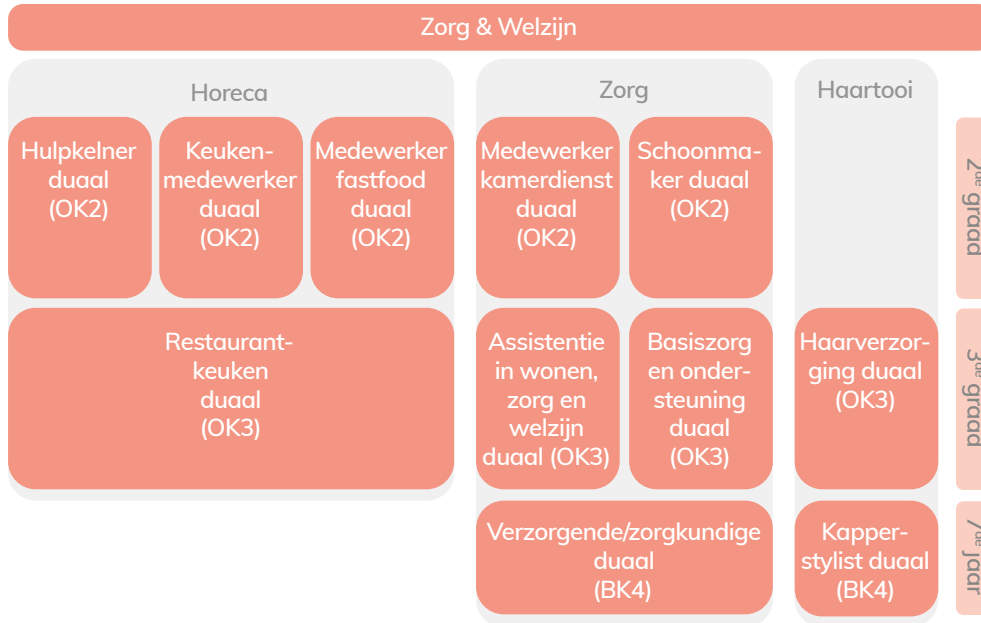 Zorg & Welzijn
Horeca
Hulpkelner
duaal
(OK2)
Keuken-
medewerker
duaal
(OK2)
Medewerker
fastfood
duaal
(OK2)
Restaurant-
keuken
duaal
(OK3)
Zorg
Medewerker
kamerdienst
duaal
(OK2)
Schoonma-
ker duaal
(OK2)
Assistentie
in wonen,
zorg en
welzijn
duaal (OK3)
Basiszorg
en onder-
steuning
duaal
(OK3)
Verzorgende/zorgkundige
duaal
(BK4)
Haartooi
Haarverzor-
ging duaal
(OK3)
Kapper-
stylist duaal
(BK4)
2de graad
3de graad
7de jaar